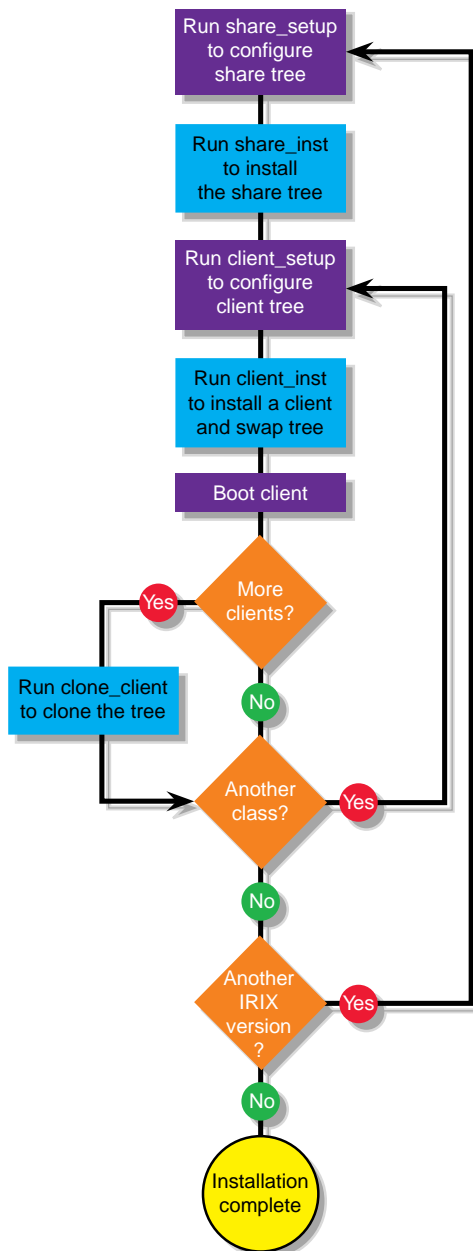 Run share_setup
to configure
share tree
Run share_inst
to install
the share tree
Run client_setup
to configure
client tree
Run client_inst
to install a client
and swap tree
Boot client
More
clients?
Yes
Run clone_client
to clone the tree
No
Another
class?
Yes
No
Another
IRIX
version
?
Yes
No
Installation
complete